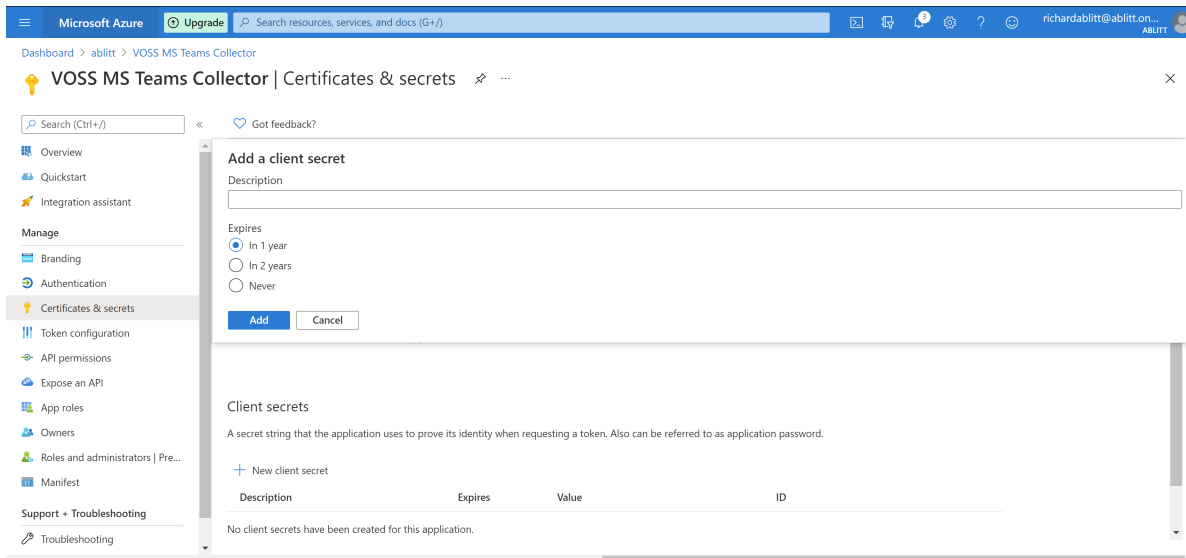 Microsoft Azure
Upgrade
Search resources, services, and docs (G+/)
3
richardablitt@ablitt.on...
ABLITT
Dashboard > ablitt > VOSS MS Teams Collector
VOSS MS Teams Collector | Certificates & secrets
Search (Ctrl+/)
Got feedback?
Overview
Quickstart
Integration assistant
Manage
Branding
Authentication
Certificates & secrets
Token configuration
API permissions
Expose an API
App roles
Owners
Roles and administrators | Pre...
Manifest
Support + Troubleshooting
Troubleshooting
Add a client secret
Description
Expires
In 1 year
In 2 years
Never
Add Cancel
Client secrets
A secret string that the application uses to prove its identity when requesting a token. Also can be referred to as application password.
New client secret
Description Expires Value ID
No client secrets have been created for this application.